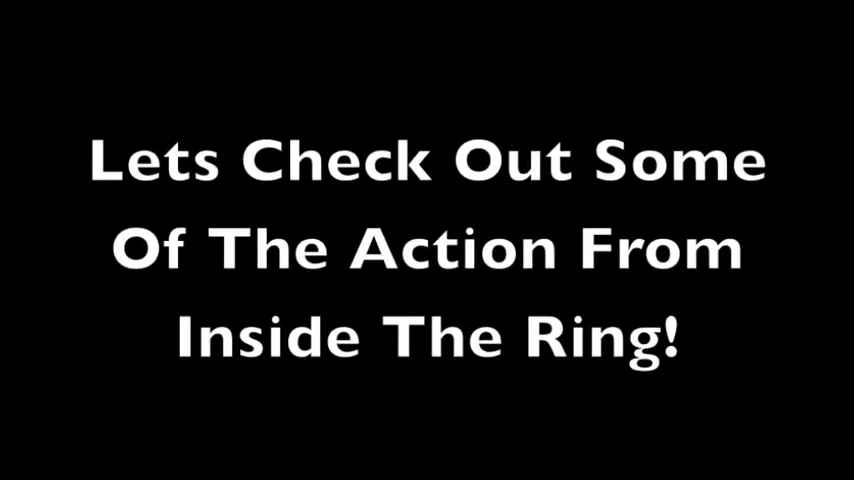 Lets Check Out Some
Of The Action From
Inside The Ring!